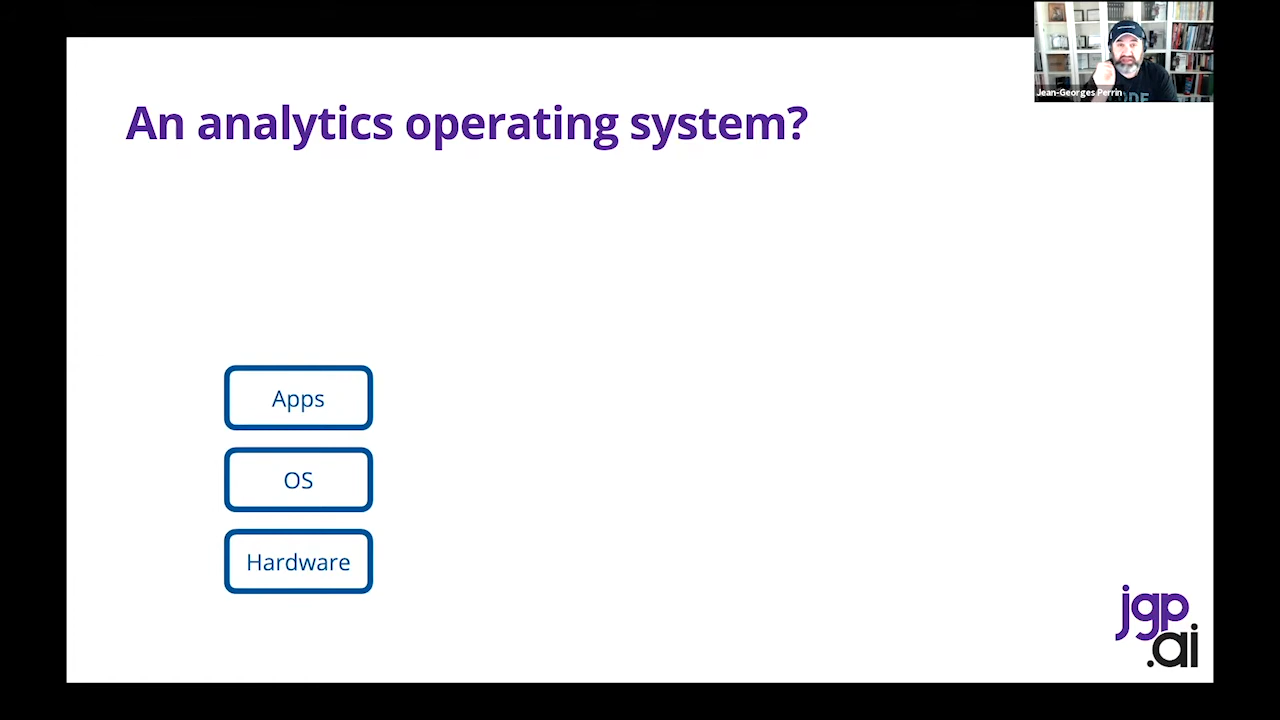 Jean-Georges Perrin
An analytics operating system?
Apps
OS
Hardware
jgp
.ai